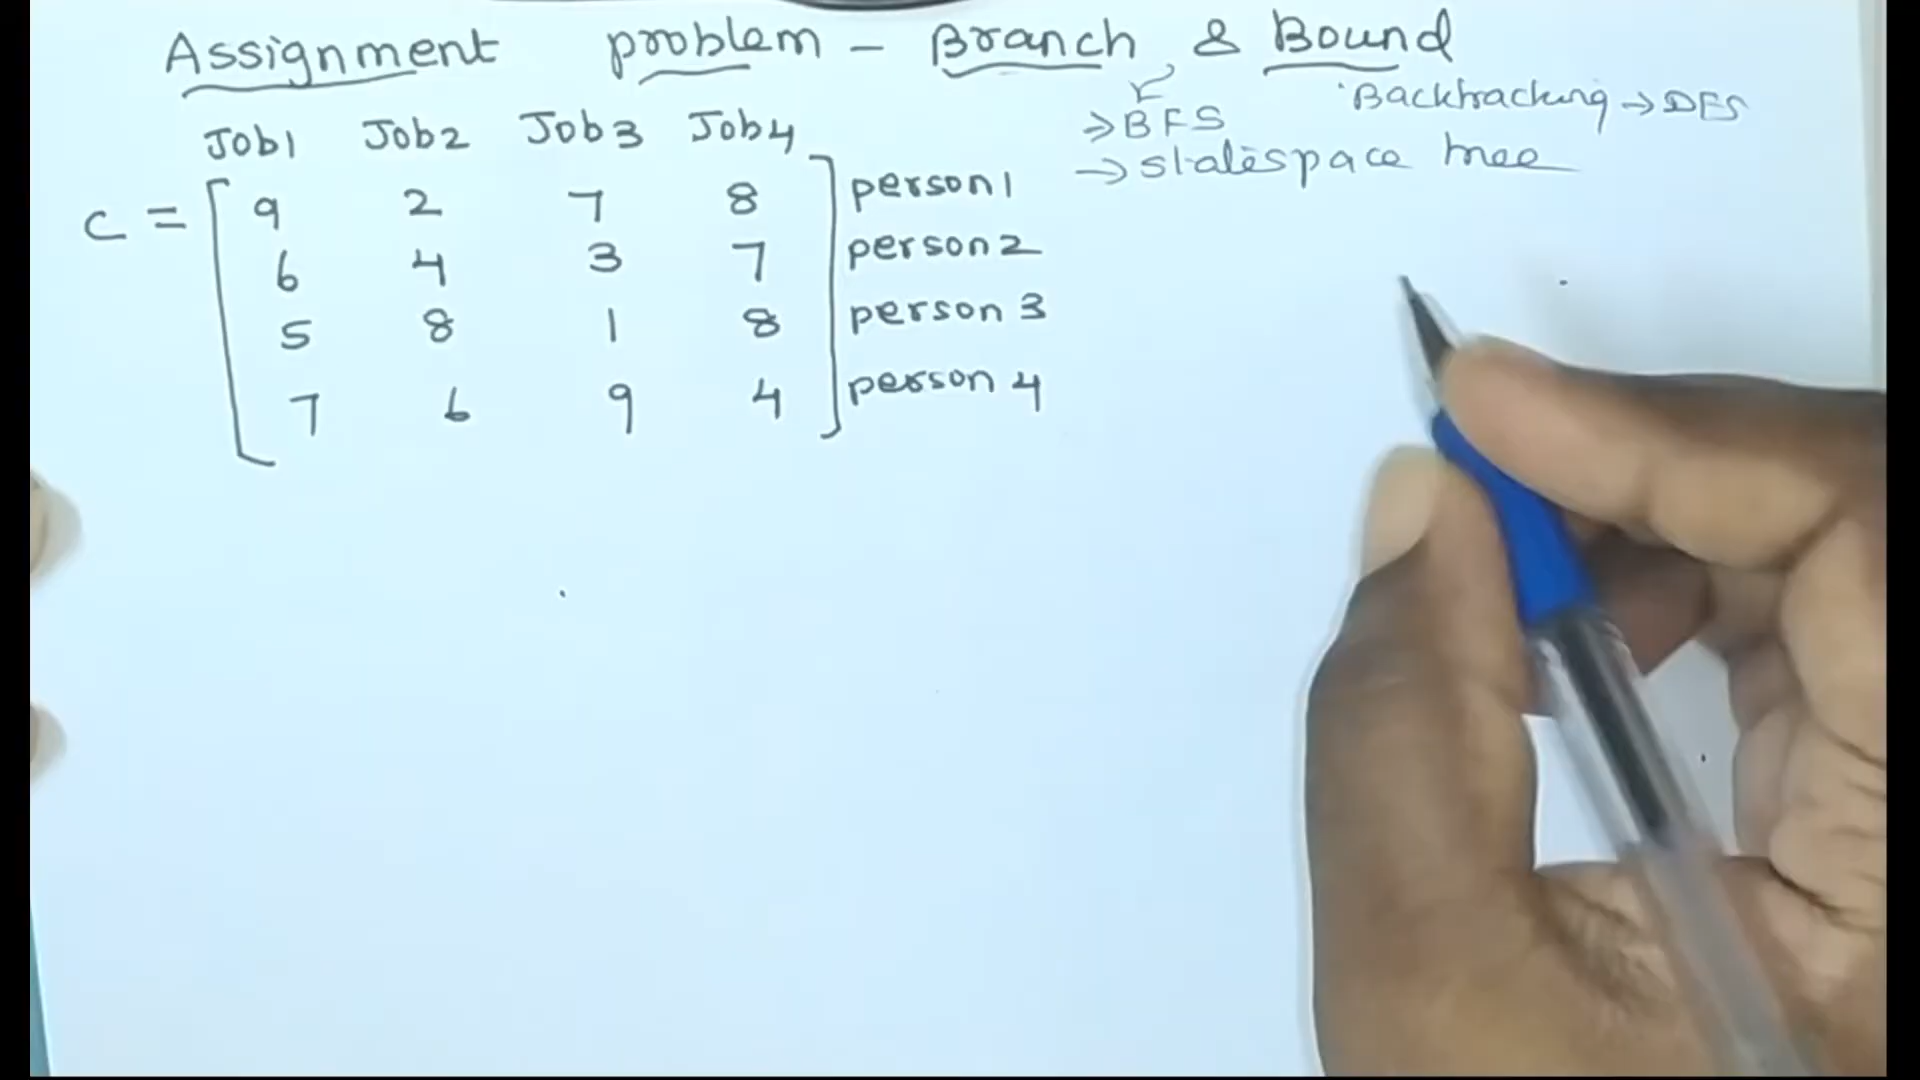 Assignment problem - Branch & Bound
→ BFS Backtracking → DFS
→ statespace tree
Job1 Job2 Job3 Job4
C = [ 9 2 7 8 ] person1
6 4 3 7 person2
5 8 1 8 person 3
7 6 9 4 person 4